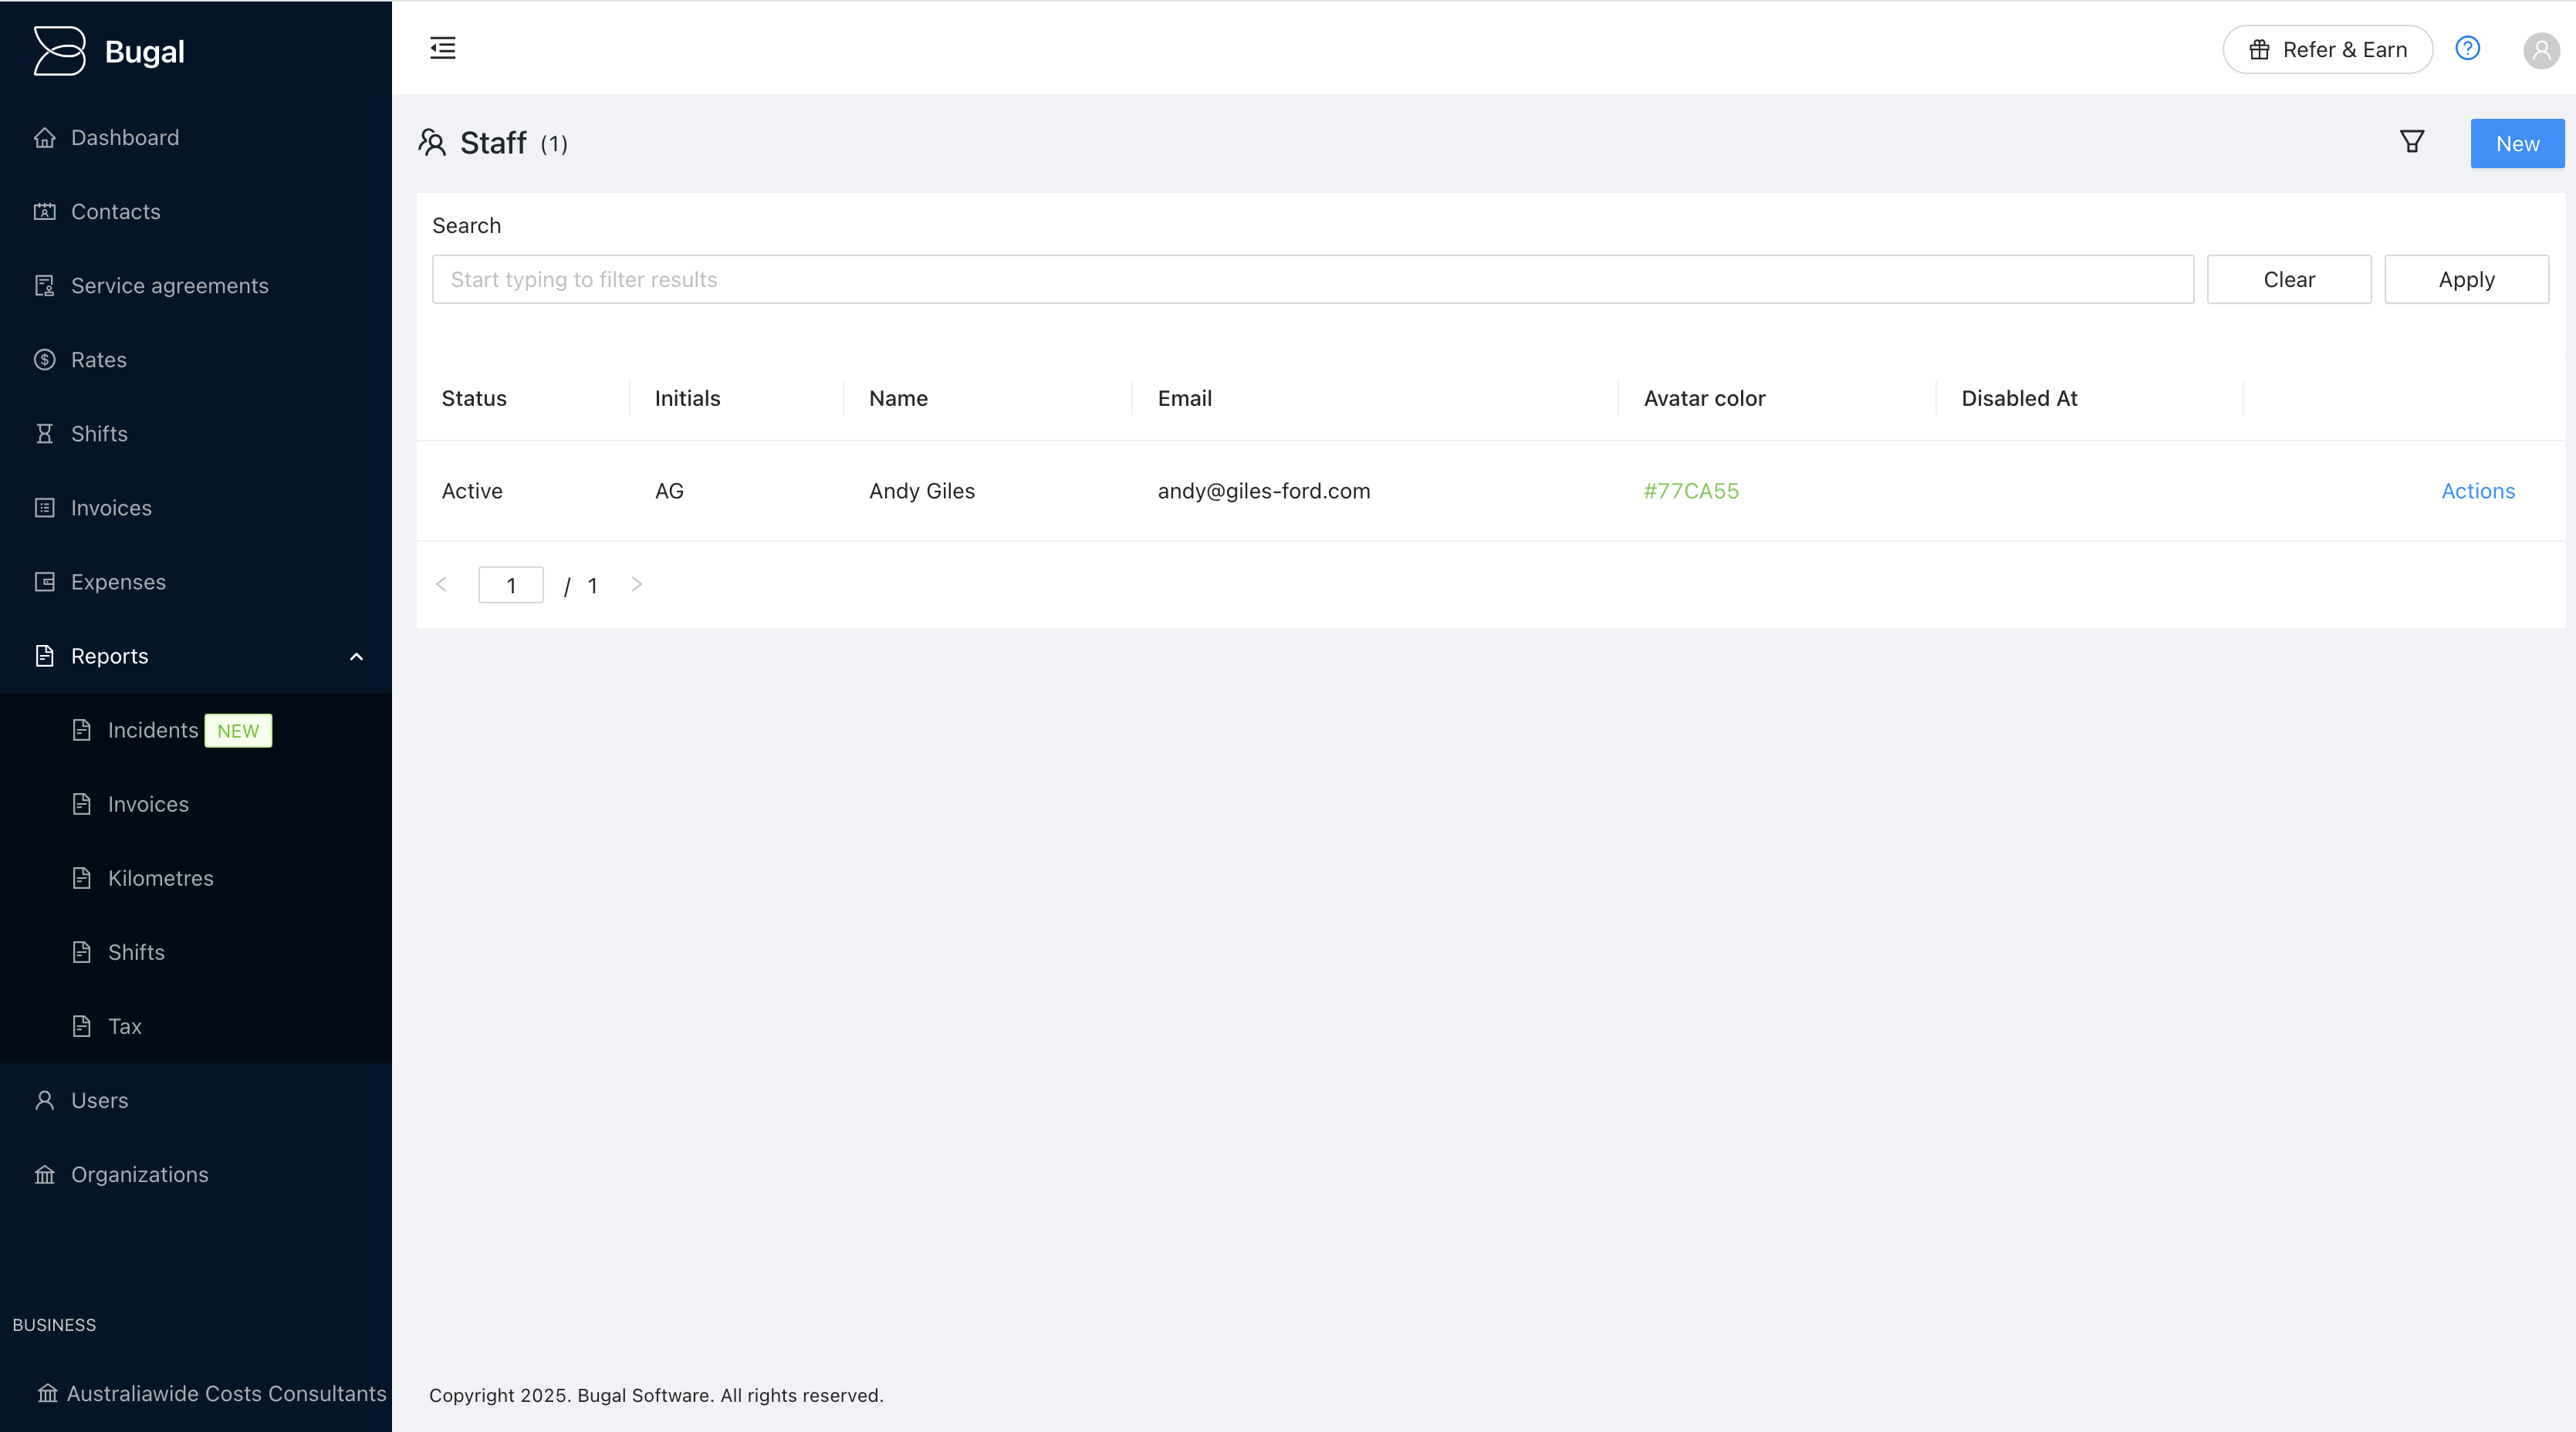 Bugal
Refer & Earn
Dashboard
Contacts
Service agreements
Rates
Shifts
Invoices
Expenses
Reports
Incidents NEW
Invoices
Kilometres
Shifts
Tax
Users
Organizations
BUSINESS
Australiawide Costs Consultants
Staff (1)
New
Search
Start typing to filter results
Clear
Apply
Status Initials Name Email Avatar color Disabled At
Active AG Andy Giles andy@giles-ford.com #77CA55 Actions
1 / 1
Copyright 2025. Bugal Software. All rights reserved.